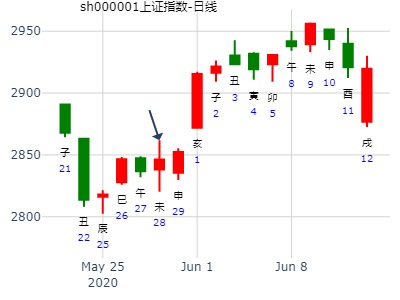 sh000001上证指数-日线
2950
2900
2850
2800
子
21
丑
22
辰
25
巳
26
午
27
未
28
申
29
亥
1
子
2
丑
3
寅
4
卯
5
午
8
未
9
申
10
酉
11
戌
12
May 25
2020
Jun 1
Jun 8